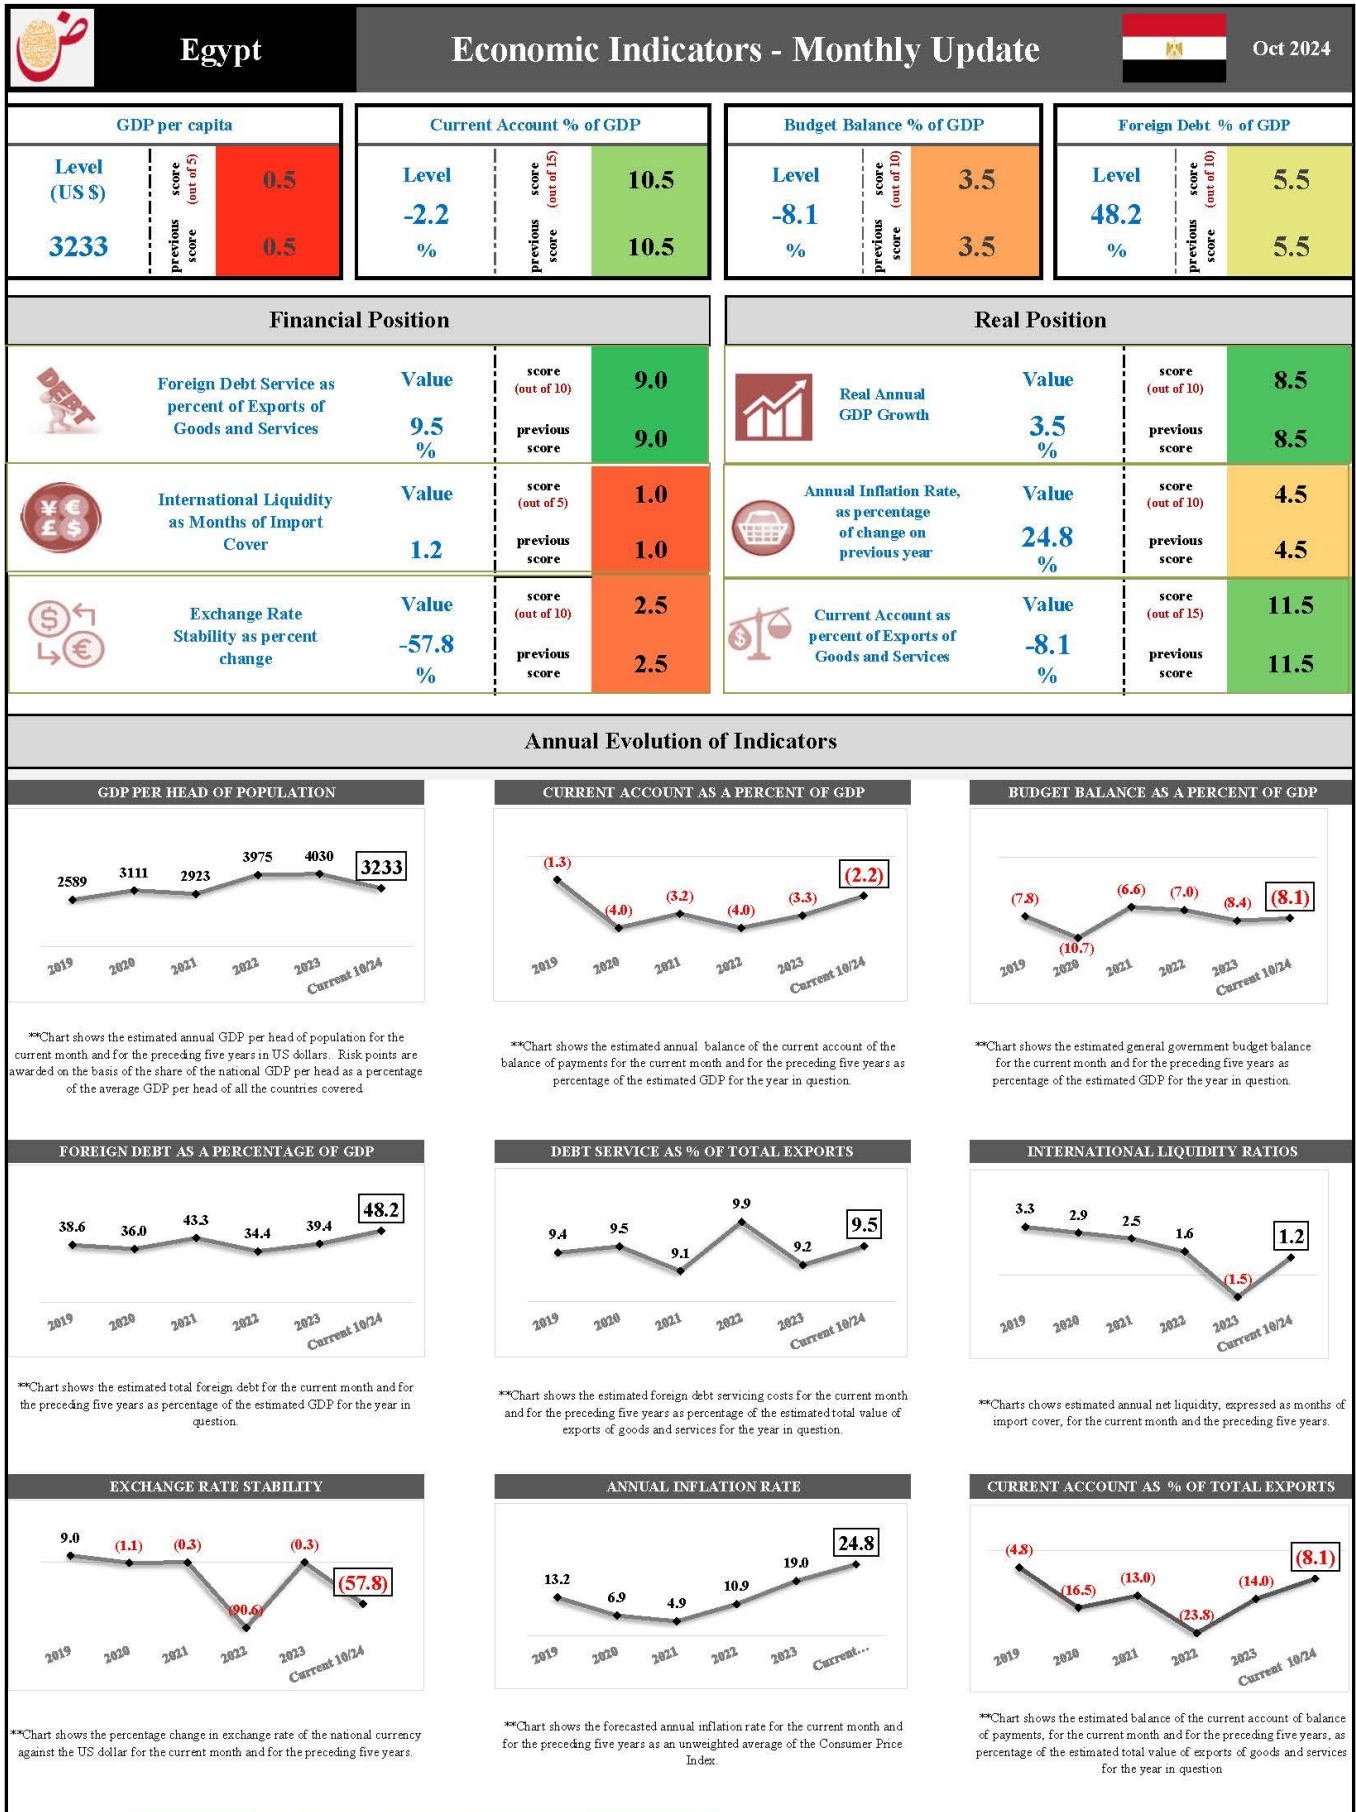 ض
Egypt
Economic Indicators - Monthly Update
Oct 2024
GDP per capita
Level
(US $)
3233
score
(out of 5)
previous
score
0.5
0.5
Current Account % of GDP
Level
-2.2
%
score
(out of 15)
previous
score
10.5
10.5
Budget Balance % of GDP
Level
-8.1
%
score
(out of 10)
previous
score
3.5
3.5
Foreign Debt % of GDP
Level
48.2
%
score
(out of 10)
previous
score
5.5
5.5
Financial Position
DEBT
Foreign Debt Service as
percent of Exports of
Goods and Services
Value
9.5
%
score
(out of 10)
previous
score
9.0
9.0
¥ €
£ $
International Liquidity
as Months of Import
Cover
Value
1.2
score
(out of 5)
previous
score
1.0
1.0
$
€
Exchange Rate
Stability as percent
change
Value
-57.8
%
score
(out of 10)
previous
score
2.5
2.5
Real Position
Real Annual
GDP Growth
Value
3.5
%
score
(out of 10)
previous
score
8.5
8.5
Annual Inflation Rate,
as percentage
of change on
previous year
Value
24.8
%
score
(out of 10)
previous
score
4.5
4.5
$
Current Account as
percent of Exports of
Goods and Services
Value
-8.1
%
score
(out of 15)
previous
score
11.5
11.5
Annual Evolution of Indicators
GDP PER HEAD OF POPULATION
2589
3111
2923
3975
4030
3233
2019
2020
2021
2022
2023
Current 10/24
**Chart shows the estimated annual GDP per head of population for the
current month and for the preceding five years in US dollars. Risk points are
awarded on the basis of the share of the national GDP per head as a percentage
of the average GDP per head of all the countries covered
CURRENT ACCOUNT AS A PERCENT OF GDP
(1.3)
(4.0)
(3.2)
(4.0)
(3.3)
(2.2)
2019
2020
2021
2022
2023
Current 10/24
**Chart shows the estimated annual balance of the current account of the
balance of payments for the current month and for the preceding five years as
percentage of the estimated GDP for the year in question.
BUDGET BALANCE AS A PERCENT OF GDP
(7.8)
(10.7)
(6.6)
(7.0)
(8.4)
(8.1)
2019
2020
2021
2022
2023
Current 10/24
**Chart shows the estimated general government budget balance
for the current month and for the preceding five years as
percentage of the estimated GDP for the year in question.
FOREIGN DEBT AS A PERCENTAGE OF GDP
38.6
36.0
43.3
34.4
39.4
48.2
2019
2020
2021
2022
2023
Current 10/24
**Chart shows the estimated total foreign debt for the current month and for
the preceding five years as percentage of the estimated GDP for the year in
question.
DEBT SERVICE AS % OF TOTAL EXPORTS
9.4
9.5
9.1
9.9
9.2
9.5
2019
2020
2021
2022
2023
Current 10/24
**Chart shows the estimated foreign debt servicing costs for the current month
and for the preceding five years as percentage of the estimated total value of
exports of goods and services for the year in question.
INTERNATIONAL LIQUIDITY RATIOS
3.3
2.9
2.5
1.6
(1.5)
1.2
2019
2020
2021
2022
2023
Current 10/24
**Charts chows estimated annual net liquidity, expressed as months of
import cover, for the current month and the preceding five years.
EXCHANGE RATE STABILITY
9.0
(1.1)
(0.3)
(90.6)
(0.3)
(57.8)
2019
2020
2021
2022
2023
Current 10/24
**Chart shows the percentage change in exchange rate of the national currency
against the US dollar for the current month and for the preceding five years.
ANNUAL INFLATION RATE
13.2
6.9
4.9
10.9
19.0
24.8
2019
2020
2021
2022
2023
Current...
**Chart shows the forecasted annual inflation rate for the current month and
for the preceding five years as an unweighted average of the Consumer Price
Index.
CURRENT ACCOUNT AS % OF TOTAL EXPORTS
(4.8)
(16.5)
(13.0)
(23.8)
(14.0)
(8.1)
2019
2020
2021
2022
2023
Current 10/24
**Chart shows the estimated balance of the current account of balance
of payments, for the current month and for the preceding five years, as
percentage of the estimated total value of exports of goods and services
for the year in question